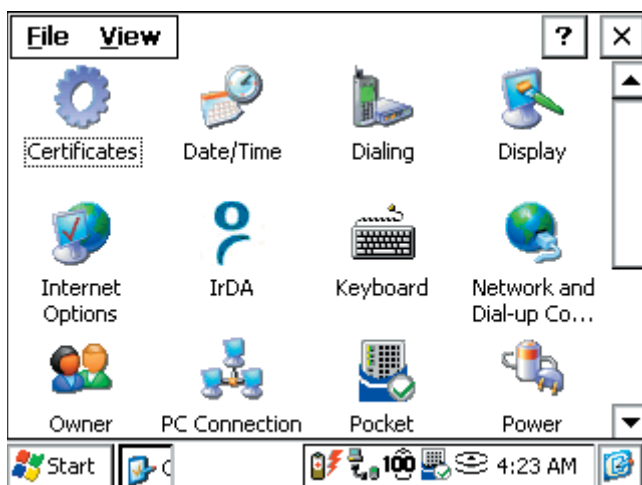 File View ? ×
Certificates Date/Time Dialing Display
Internet Options IrDA Keyboard Network and Dial-up Co...
Owner PC Connection Pocket Power
Start 100 4:23 AM